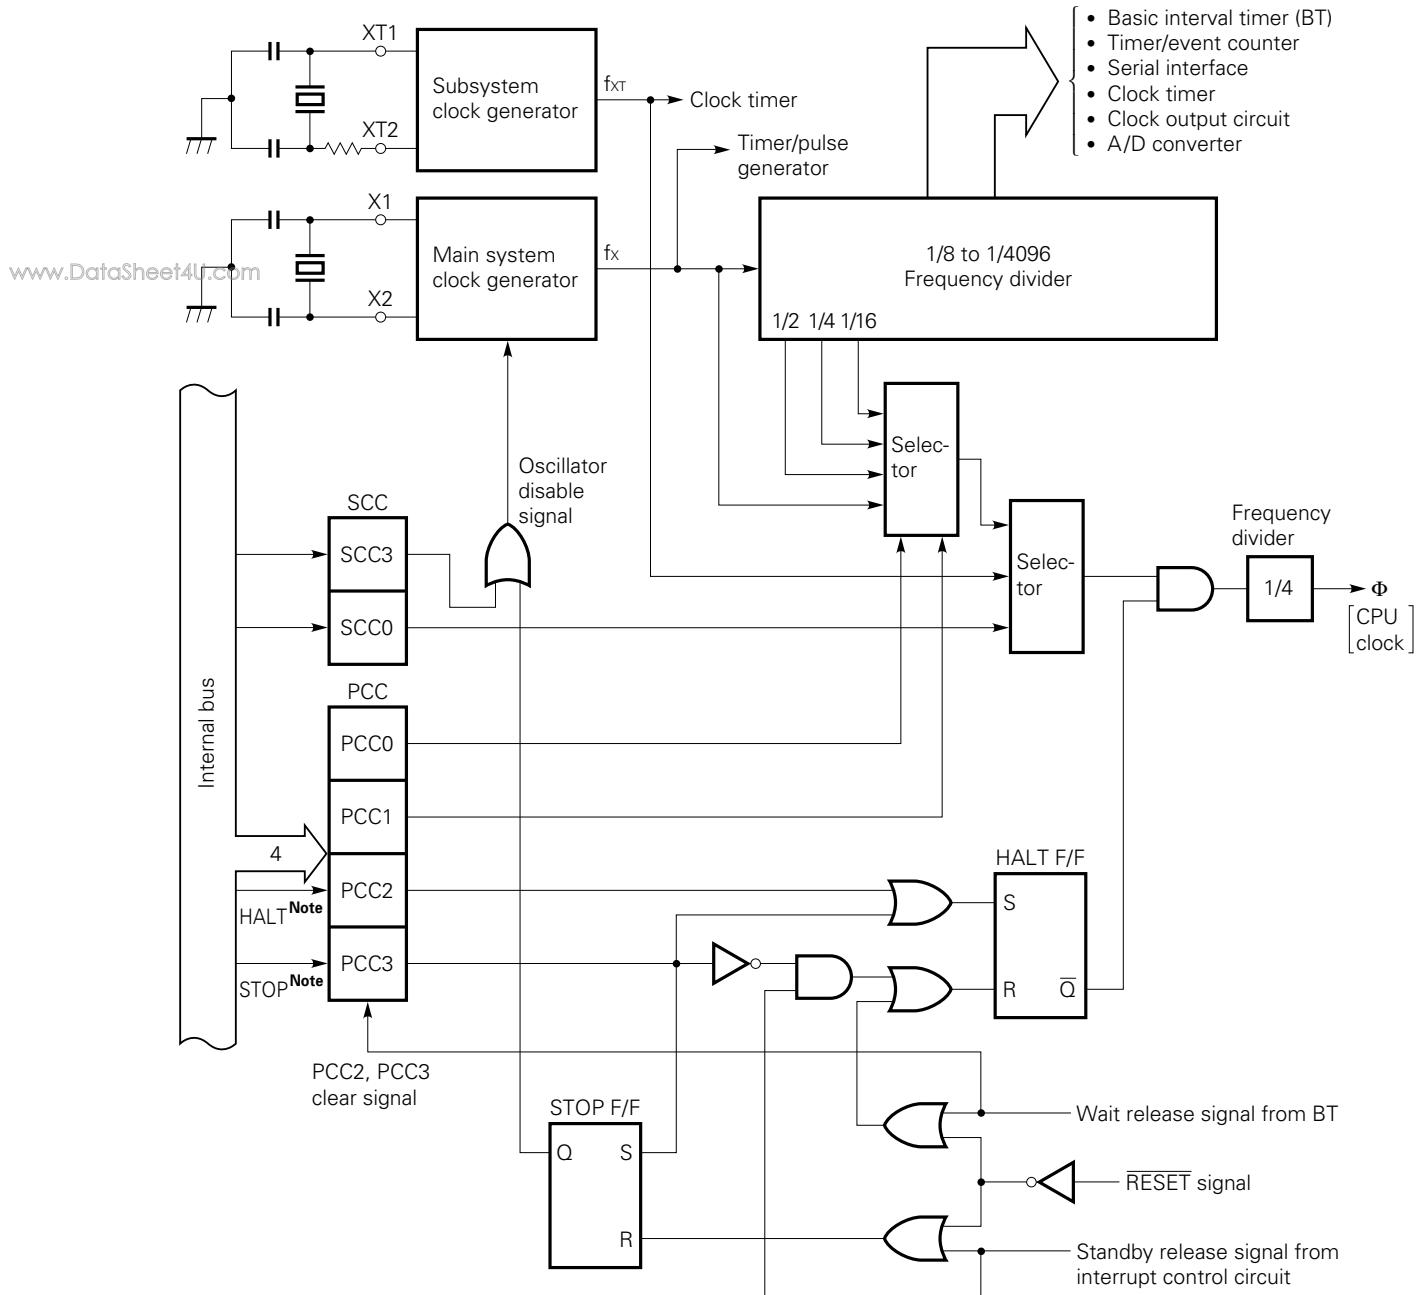 XT1
XT2
Subsystem
clock generator
fXT
Clock timer
Timer/pulse
generator
• Basic interval timer (BT)
• Timer/event counter
• Serial interface
• Clock timer
• Clock output circuit
• A/D converter
X1
X2
www.DataSheet4U.com
Main system
clock generator
fX
1/8 to 1/4096
Frequency divider
1/2 1/4 1/16
Selec-
tor
Oscillator
disable
signal
SCC
SCC3
SCC0
Selec-
tor
Frequency
divider
1/4
Φ
CPU
clock
Internal bus
PCC
PCC0
PCC1
4
PCC2
HALT Note
PCC3
STOP Note
HALT F/F
S
R
Q̅
PCC2, PCC3
clear signal
STOP F/F
Q
S
R
Wait release signal from BT
R̅E̅S̅E̅T̅ signal
Standby release signal from
interrupt control circuit